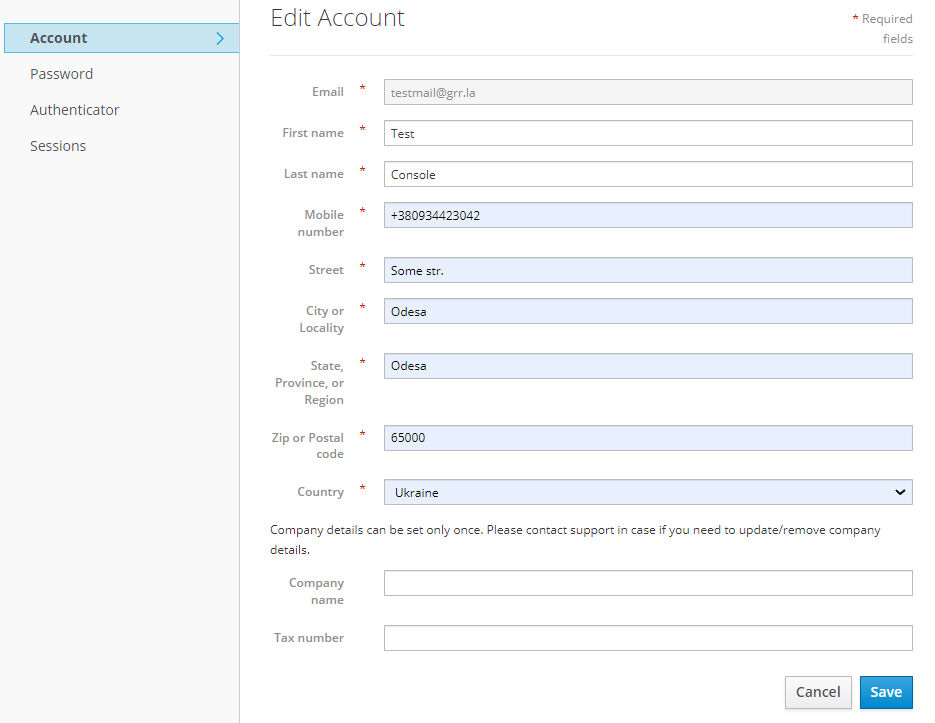 Edit Account
* Required
fields
Account
Password
Authenticator
Sessions
Email *
testmail@grr.la
First name *
Test
Last name *
Console
Mobile *
number
+380934423042
Street *
Some str.
City or *
Locality
Odesa
State, *
Province, or
Region
Odesa
Zip or Postal *
code
65000
Country *
Ukraine
Company details can be set only once. Please contact support in case if you need to update/remove company
details.
Company
name
Tax number
Cancel
Save